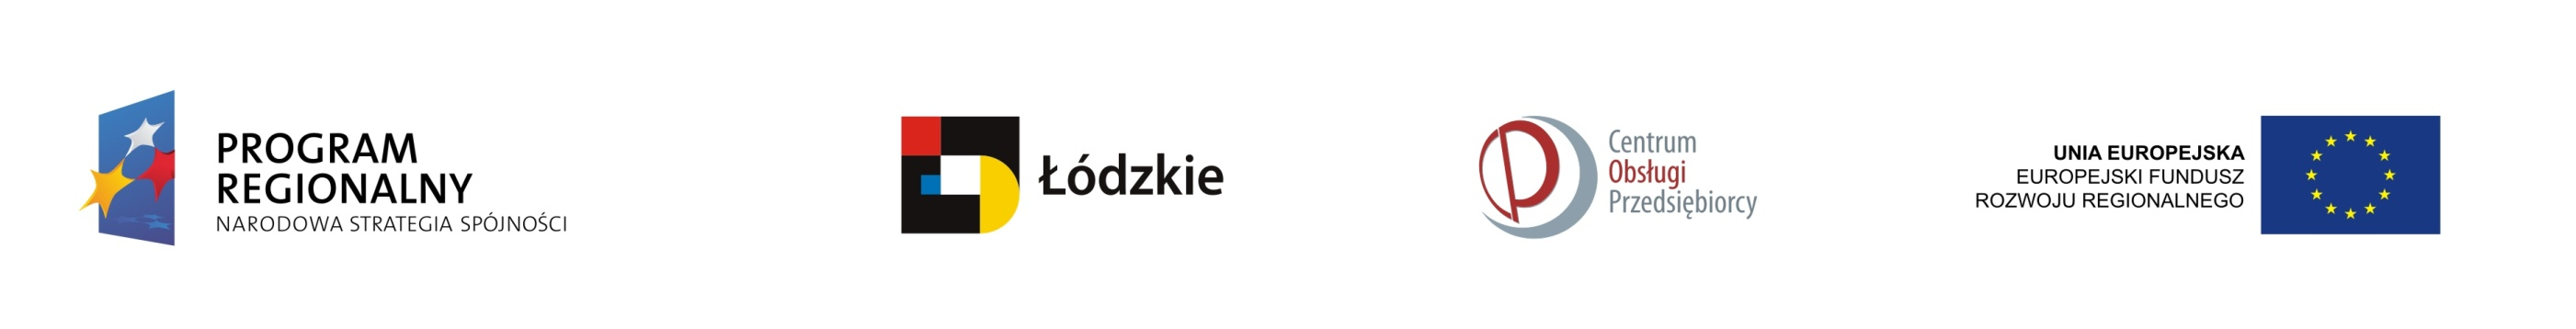 PROGRAM
REGIONALNY
NARODOWA STRATEGIA SPÓJNOŚCI
Łódzkie
Centrum
Obsługi
Przedsiębiorcy
UNIA EUROPEJSKA
EUROPEJSKI FUNDUSZ
ROZWOJU REGIONALNEGO